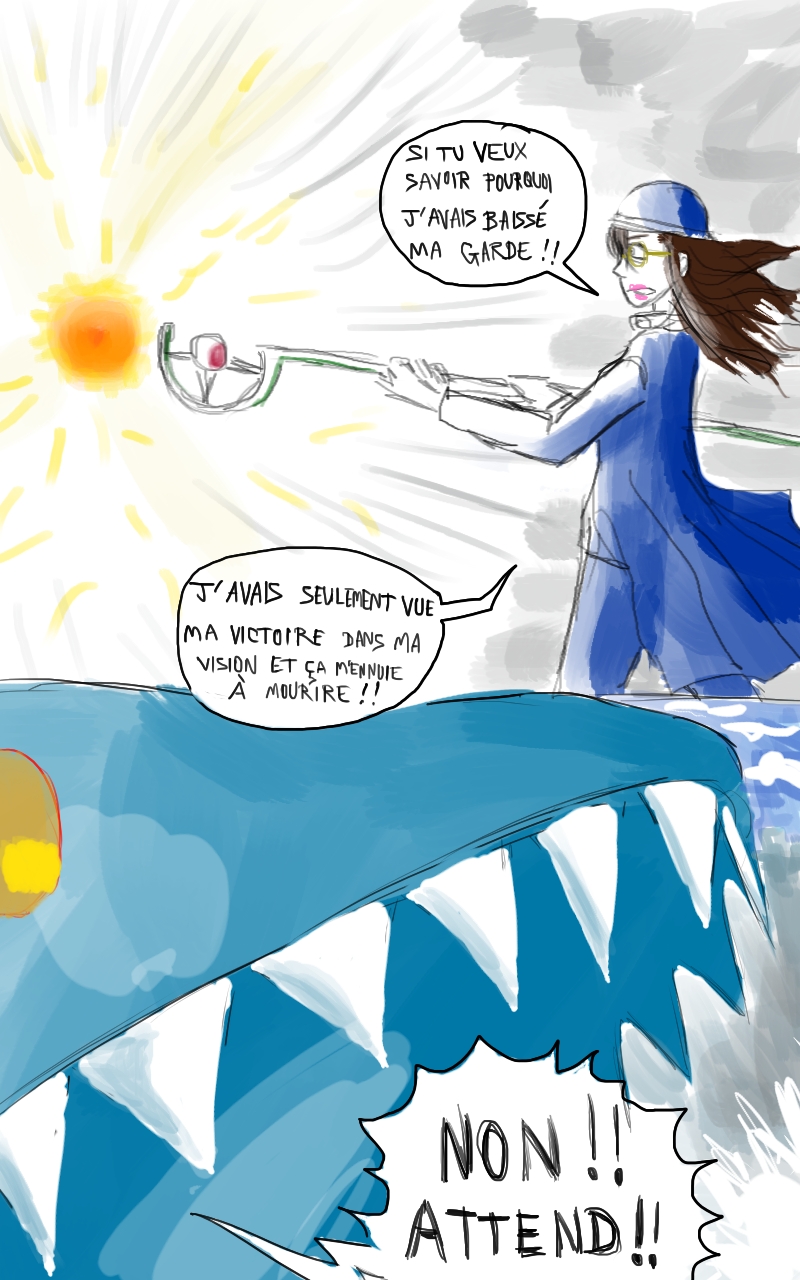 SI TU VEUX
SAVOIR POURQUOI
J'AVAIS BAISSÉ
MA GARDE !!
J'AVAIS SEULEMENT VUE
MA VICTOIRE DANS MA
VISION ET ÇA M'ENNUIE
À MOURIRE !!
NON !!
ATTEND !!